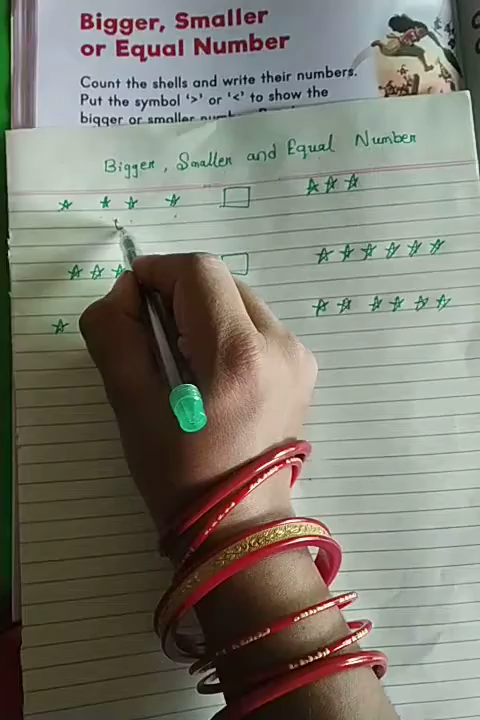 Bigger, Smaller
or Equal Number
Count the shells and write their numbers.
Put the symbol '>' or '<' to show the
bigger or smaller
Bigger, Smaller and Equal Number